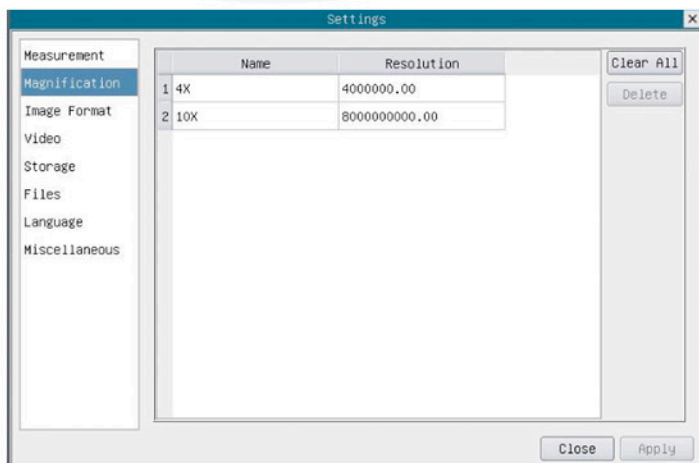 Settings
Measurement
Magnification
Image Format
Video
Storage
Files
Language
Miscellaneous
Name Resolution
1 4X 4000000.00
2 10X 8000000000.00
Clear All
Delete
Close Apply